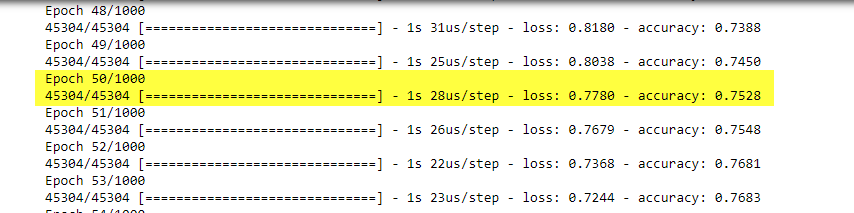 Epoch 48/1000
45304/45304 [==============================] - 1s 31us/step - loss: 0.8180 - accuracy: 0.7388
Epoch 49/1000
45304/45304 [==============================] - 1s 25us/step - loss: 0.8038 - accuracy: 0.7450
Epoch 50/1000
45304/45304 [==============================] - 1s 28us/step - loss: 0.7780 - accuracy: 0.7528
Epoch 51/1000
45304/45304 [==============================] - 1s 26us/step - loss: 0.7679 - accuracy: 0.7548
Epoch 52/1000
45304/45304 [==============================] - 1s 22us/step - loss: 0.7368 - accuracy: 0.7681
Epoch 53/1000
45304/45304 [==============================] - 1s 23us/step - loss: 0.7244 - accuracy: 0.7683